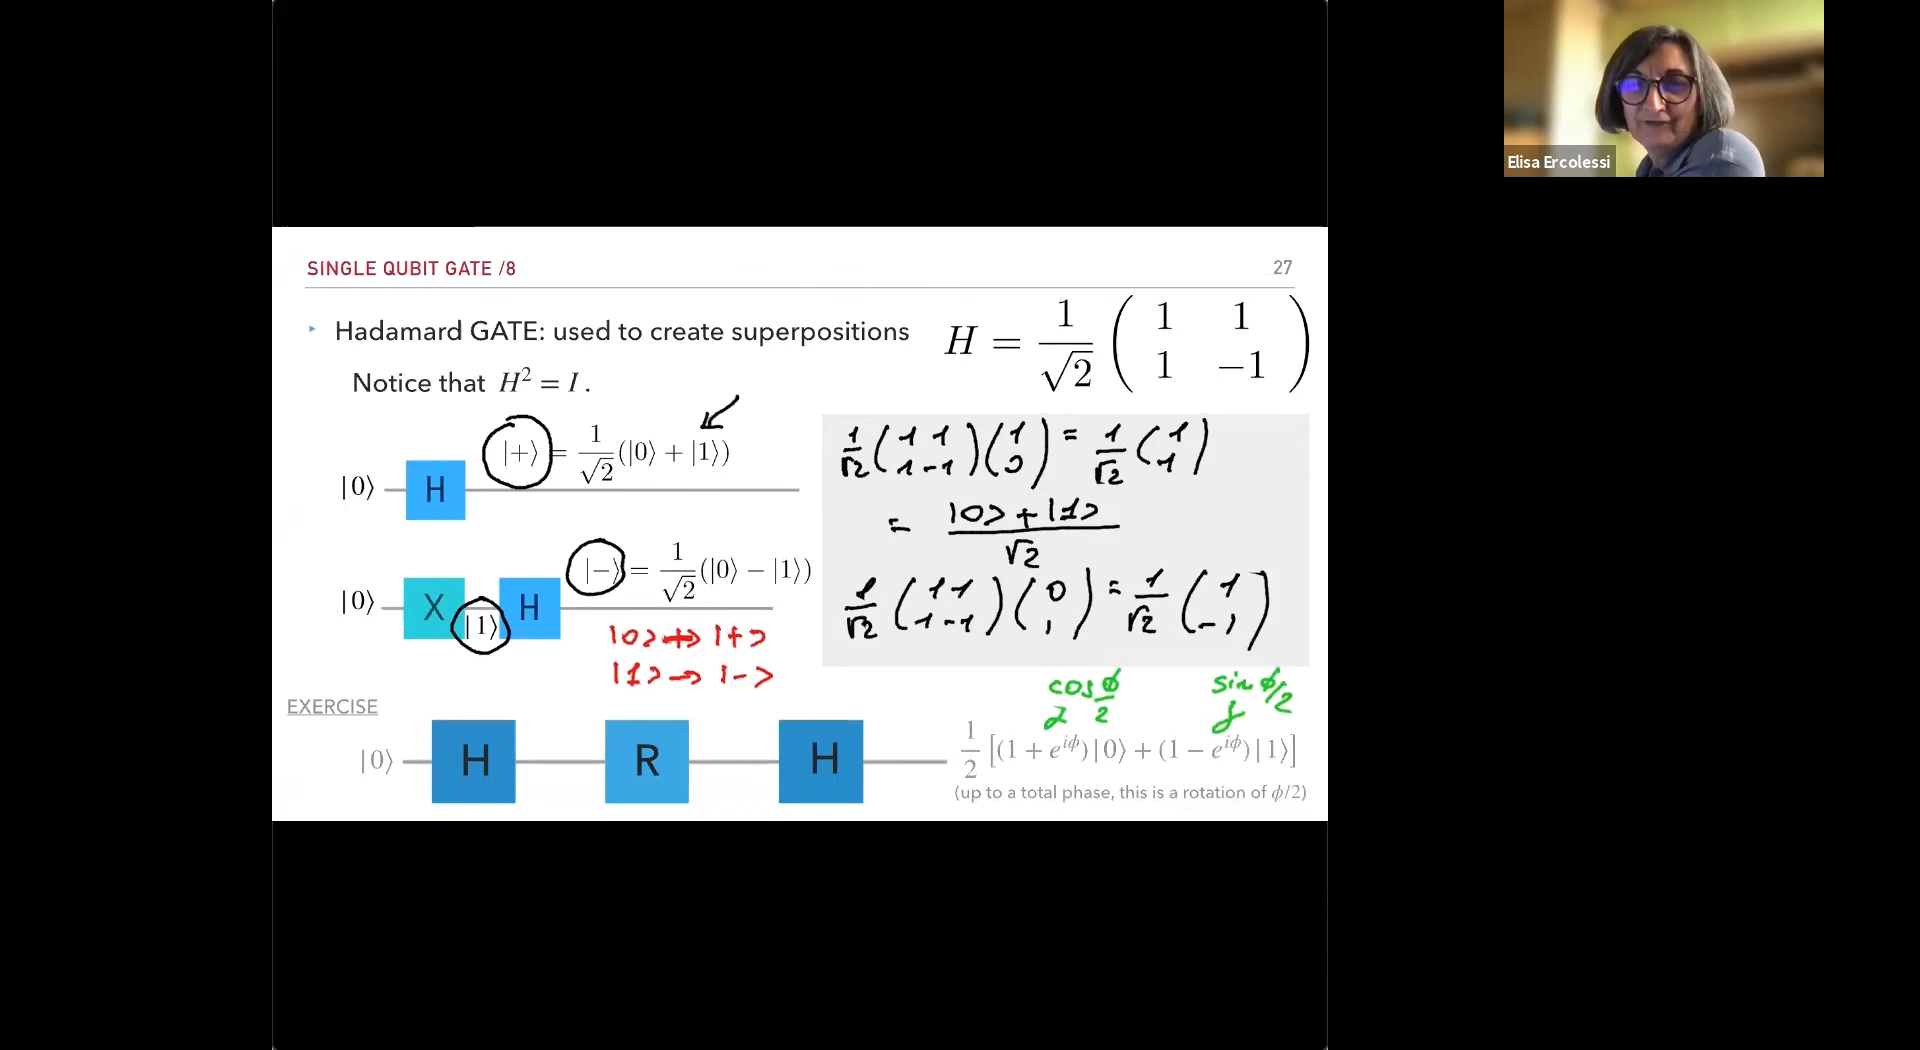 Elisa Ercolessi
SINGLE QUBIT GATE /8
27
‣ Hadamard GATE: used to create superpositions
H = 1/√2 ( 1 1 ; 1 −1 )
Notice that H² = I .
|0⟩ H |+⟩ = 1/√2 (|0⟩ + |1⟩)
|0⟩ X |1⟩ H |−⟩ = 1/√2 (|0⟩ − |1⟩)
|0⟩ → |+⟩
|1⟩ → |−⟩
1/√2 ( 1 1 ; 1 −1 ) ( 1 ; 0 ) = 1/√2 ( 1 ; 1 )
= |0⟩ + |1⟩ / √2
1/√2 ( 1 1 ; 1 −1 ) ( 0 ; 1 ) = 1/√2 ( 1 ; −1 )
cos ϕ/2
sin ϕ/2
EXERCISE
|0⟩ H R H 1/2 [(1 + e^{iϕ})|0⟩ + (1 − e^{iϕ})|1⟩]
(up to a total phase, this is a rotation of ϕ/2)